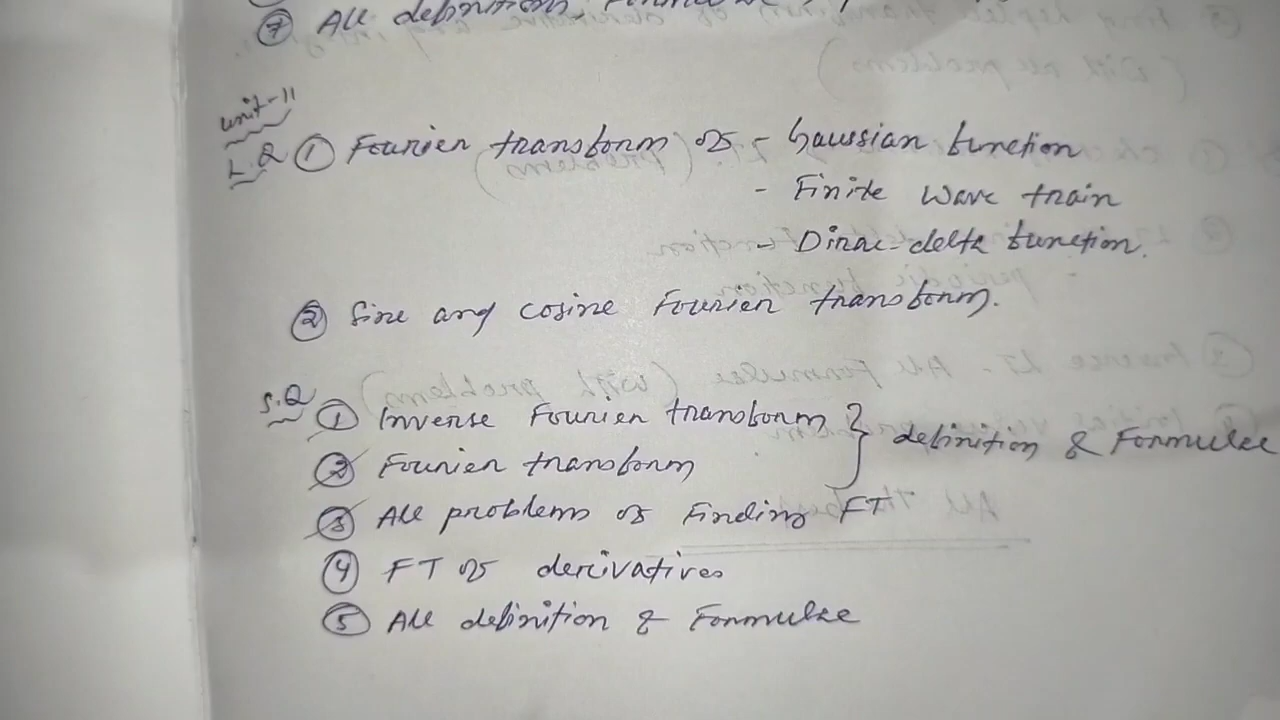 ⑦ All definitions
Unit-II
L.Q ① Fourier transform of - Gaussian function
- Finite wave train
- Dirac-delta function.
② Sine and cosine Fourier transform.
S.Q ① Inverse Fourier transform } definition & Formulae
② Fourier transform
③ All problems of Finding FT
④ FT of derivatives
⑤ All definition & Formulae